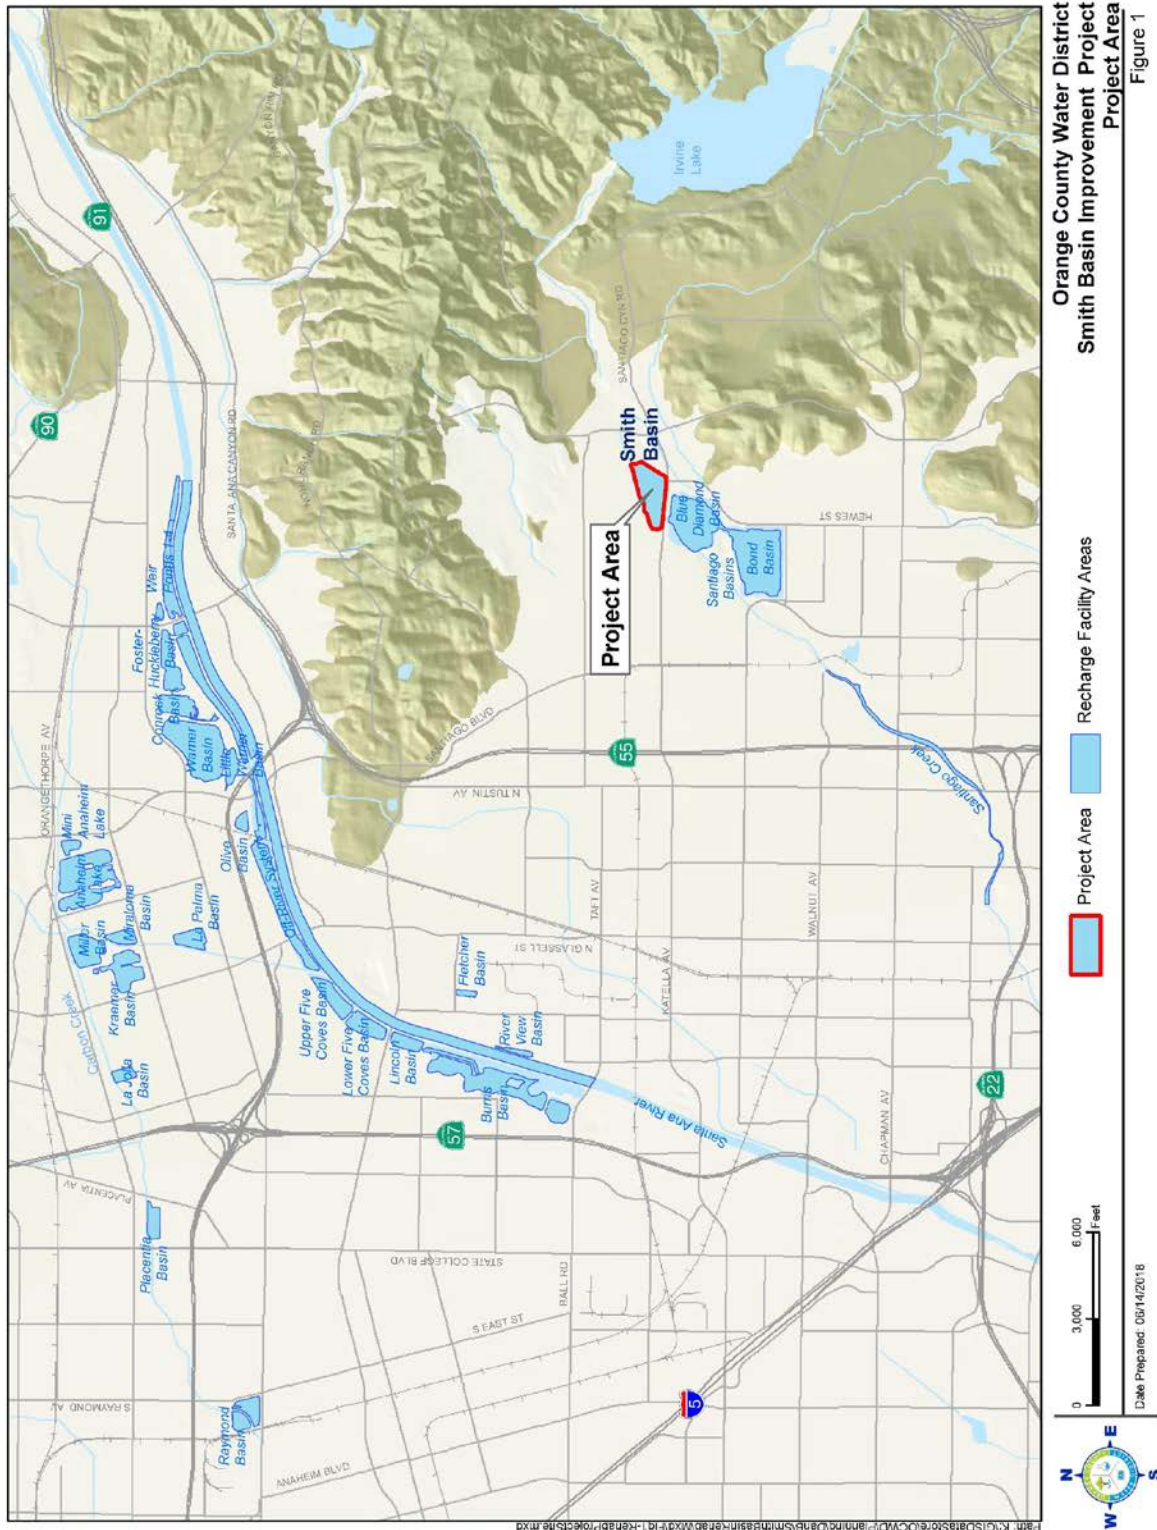 Orange County Water District
Smith Basin Improvement Project
Project Area
Figure 1
91
90
ORANGETHORPE AV
SANTA ANA CANYON RD
Weir
Ponds 1-4
Foster-
Huckleberry
Basin
Conrock
Basin
Warner
Basin
Little
Warner
Basin
Mini
Anaheim
Lake
Anaheim
Lake
Miller
Basin
Miraloma
Basin
Kraemer
Basin
La Palma
Basin
Olive
Basin
Off-River System
Carbon Creek
La Jolla
Basin
Upper Five
Coves Basin
Lower Five
Coves Basin
Lincoln
Basin
Burris
Basin
River
View
Basin
Fletcher
Basin
Placentia
Basin
Raymond
Basin
PLACENTIA AV
S RAYMOND AV
ANAHEIM BLVD
S EAST ST
STATE COLLEGE BLVD
BALL RD
57
5
22
55
SANTIAGO BLVD
N TUSTIN AV
N GLASSELL ST
TAFT AV
KATELLA AV
WALNUT AV
CHAPMAN AV
Santa Ana River
Santiago Creek
Irvine
Lake
SANTIAGO CYN RD
Smith
Basin
Project Area
Blue
Diamond
Basin
Santiago
Basins
Bond
Basin
HEWES ST
N
W
E
S
0
3,000
6,000
Feet
Project Area
Recharge Facility Areas
Date Prepared: 06/14/2018